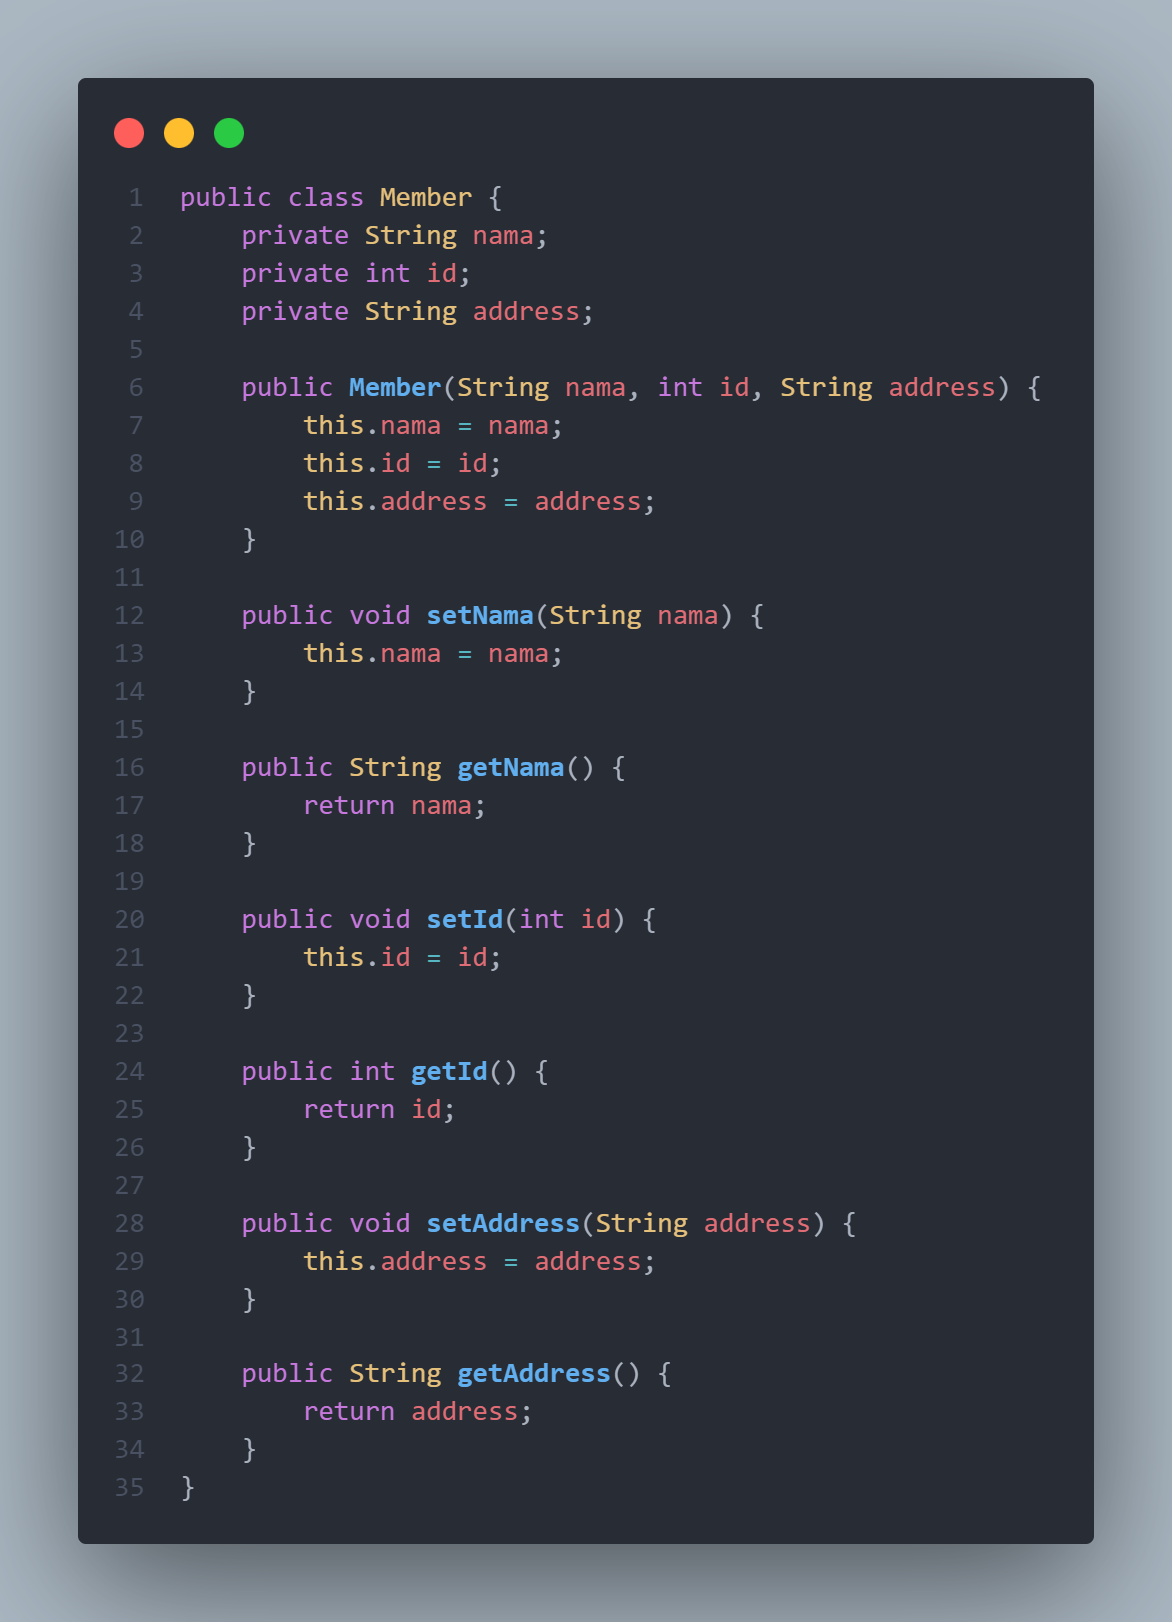 1 public class Member {
2     private String nama;
3     private int id;
4     private String address;
5
6     public Member(String nama, int id, String address) {
7         this.nama = nama;
8         this.id = id;
9         this.address = address;
10     }
11
12     public void setNama(String nama) {
13         this.nama = nama;
14     }
15
16     public String getNama() {
17         return nama;
18     }
19
20     public void setId(int id) {
21         this.id = id;
22     }
23
24     public int getId() {
25         return id;
26     }
27
28     public void setAddress(String address) {
29         this.address = address;
30     }
31
32     public String getAddress() {
33         return address;
34     }
35 }